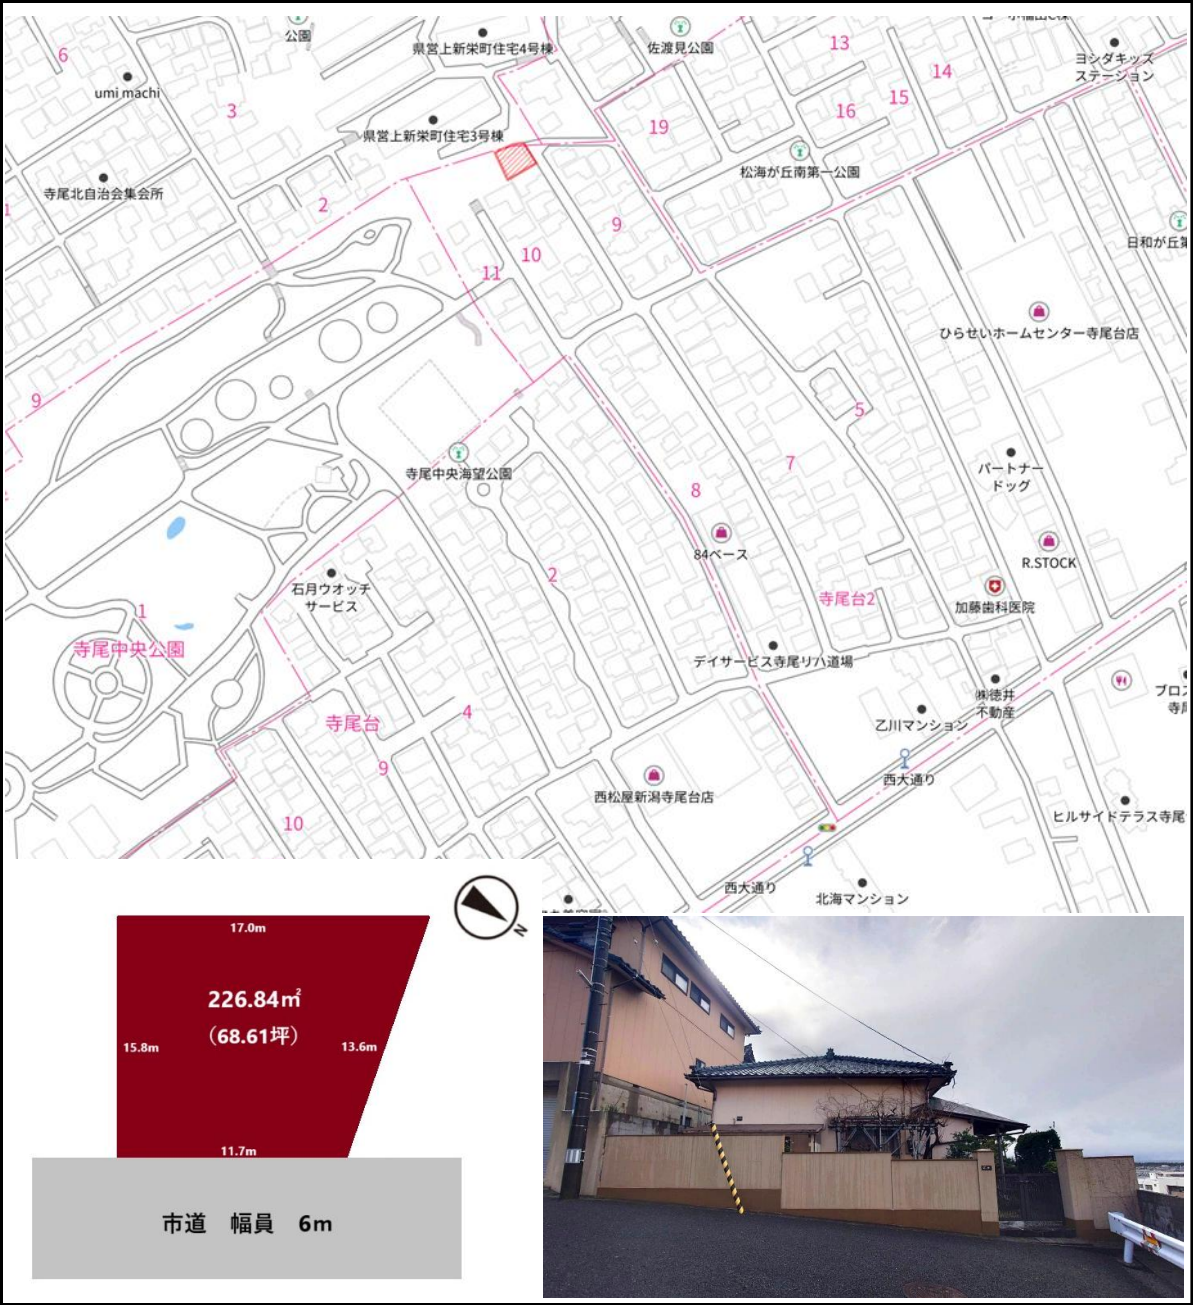 公園
県営上新栄町住宅4号棟
佐渡見公園
ヨシダキッズ
ステーション
6
umi machi
3
13
14
15
16
19
県営上新栄町住宅3号棟
松海が丘南第一公園
寺尾北自治会集会所
1
2
9
10
11
日和が丘第
ひらせいホームセンター寺尾台店
9
5
寺尾中央海望公園
7
パートナー
ドッグ
8
84ベース
R.STOCK
石月ウオッチ
サービス
2
寺尾台2
加藤歯科医院
1
寺尾中央公園
デイサービス寺尾リハ道場
㈱徳井
不動産
ブロス
寺尾
寺尾台
4
乙川マンション
9
西大通り
西松屋新潟寺尾台店
10
ヒルサイドテラス寺尾
西大通り
北海マンション
N
17.0m
226.84㎡
（68.61坪）
15.8m
13.6m
11.7m
市道 幅員 6m